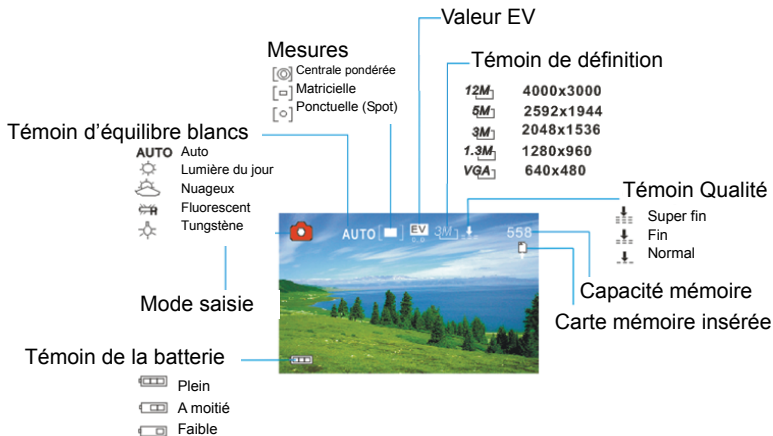 Valeur EV
Mesures
Centrale pondérée
Matricielle
Ponctuelle (Spot)
Témoin de définition
12M 4000x3000
5M 2592x1944
3M 2048x1536
1.3M 1280x960
VGA 640x480
Témoin d'équilibre blancs
AUTO Auto
Lumière du jour
Nuageux
Fluorescent
Tungstène
Témoin Qualité
Super fin
Fin
Normal
AUTO EV 3M 558
0.0
Mode saisie
Capacité mémoire
Carte mémoire insérée
Témoin de la batterie
Plein
A moitié
Faible